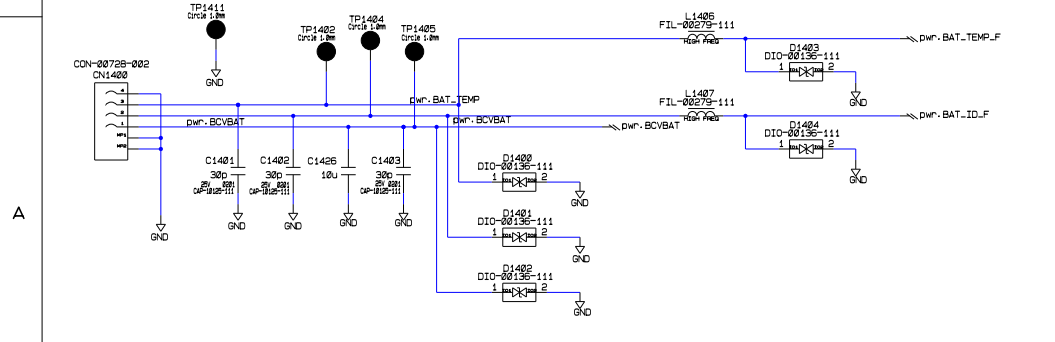 TP1411
Circle 1.0mm
GND
TP1402
Circle 1.0mm
TP1404
Circle 1.0mm
TP1405
Circle 1.0mm
L1406
FIL-00279-111
HIGH FREQ
pwr.BAT_TEMP_F
D1403
DIO-00136-111
1 2
GND
CON-00728-002
CN1400
4
3
2
1
MP1
MP2
GND
pwr.BAT_TEMP
pwr.BCVBAT
pwr.BCVBAT
pwr.BCVBAT
L1407
FIL-00279-111
HIGH FREQ
pwr.BAT_ID_F
D1404
DIO-00136-111
1 2
GND
C1401
30p
25V 0201
CAP-10125-111
GND
C1402
30p
25V 0201
CAP-10125-111
GND
C1426
10u
GND
C1403
30p
25V 0201
CAP-10125-111
GND
D1400
DIO-00136-111
1 2
GND
D1401
DIO-00136-111
1 2
GND
D1402
DIO-00136-111
1 2
GND
A